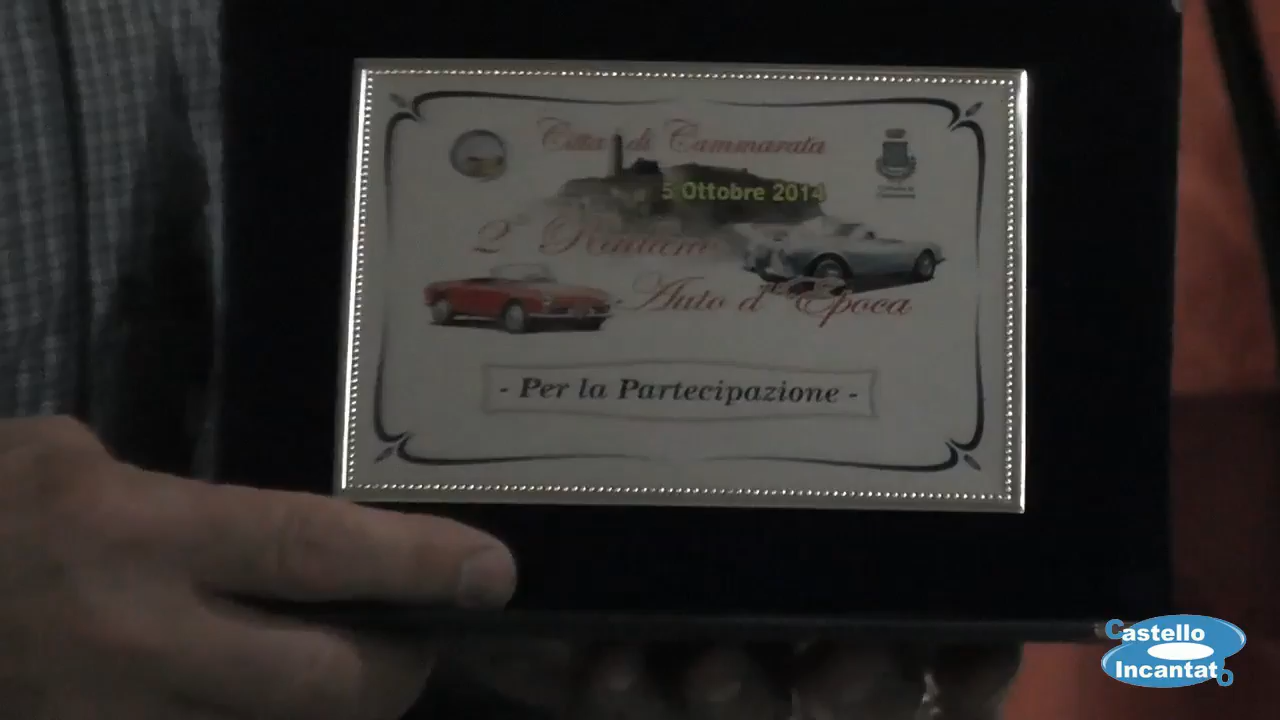 Città di Cammarata
5 Ottobre 2014
2° Raduno
Auto d'Epoca
- Per la Partecipazione -
Castello
Incantato